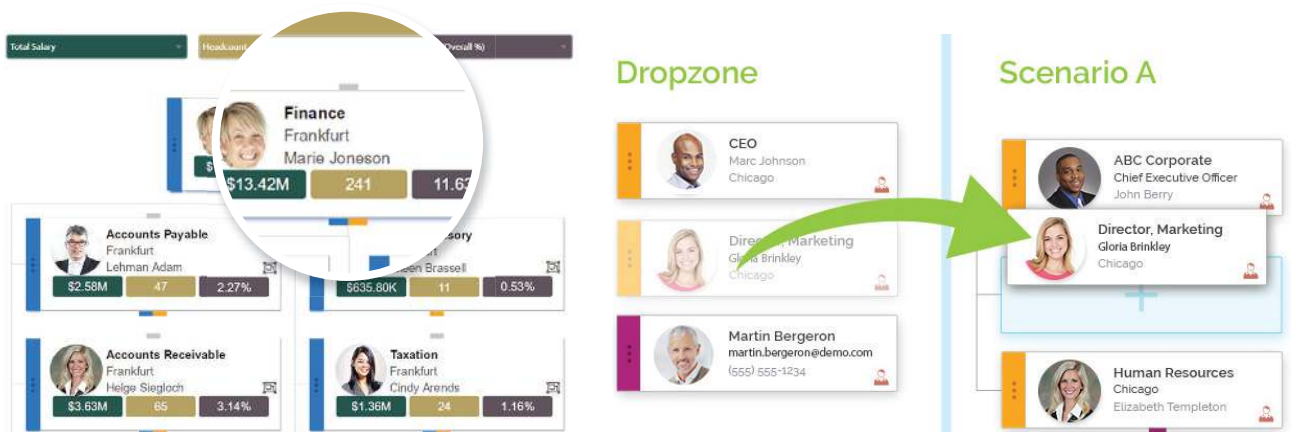 Total Salary
Headcount
(Overall %)
Finance
Frankfurt
Marie Joneson
$13.42M
241
11.63
Accounts Payable
Frankfurt
Lehman Adam
$2.58M
47
2.27%
$635.80K
11
0.53%
Accounts Receivable
Frankfurt
Helge Siegloch
$3.63M
65
3.14%
Taxation
Frankfurt
Cindy Arends
$1.36M
24
1.16%
Dropzone
CEO
Marc Johnson
Chicago
Director, Marketing
Gloria Brinkley
Chicago
Martin Bergeron
martin.bergeron@demo.com
(555) 555-1234
Scenario A
ABC Corporate
Chief Executive Officer
John Berry
Director, Marketing
Gloria Brinkley
Chicago
Human Resources
Chicago
Elizabeth Templeton